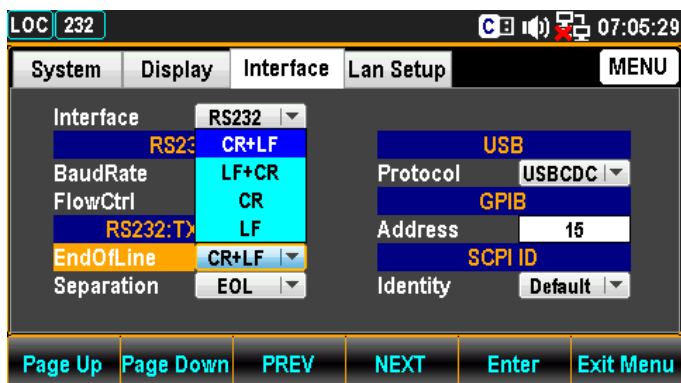 LOC 232 C 07:05:29
System Display Interface Lan Setup MENU
Interface RS232
RS23 CR+LF USB
BaudRate LF+CR Protocol USBCDC
FlowCtrl CR GPIB
RS232:TX LF Address 15
EndOfLine CR+LF SCPI ID
Separation EOL Identity Default
Page Up Page Down PREV NEXT Enter Exit Menu